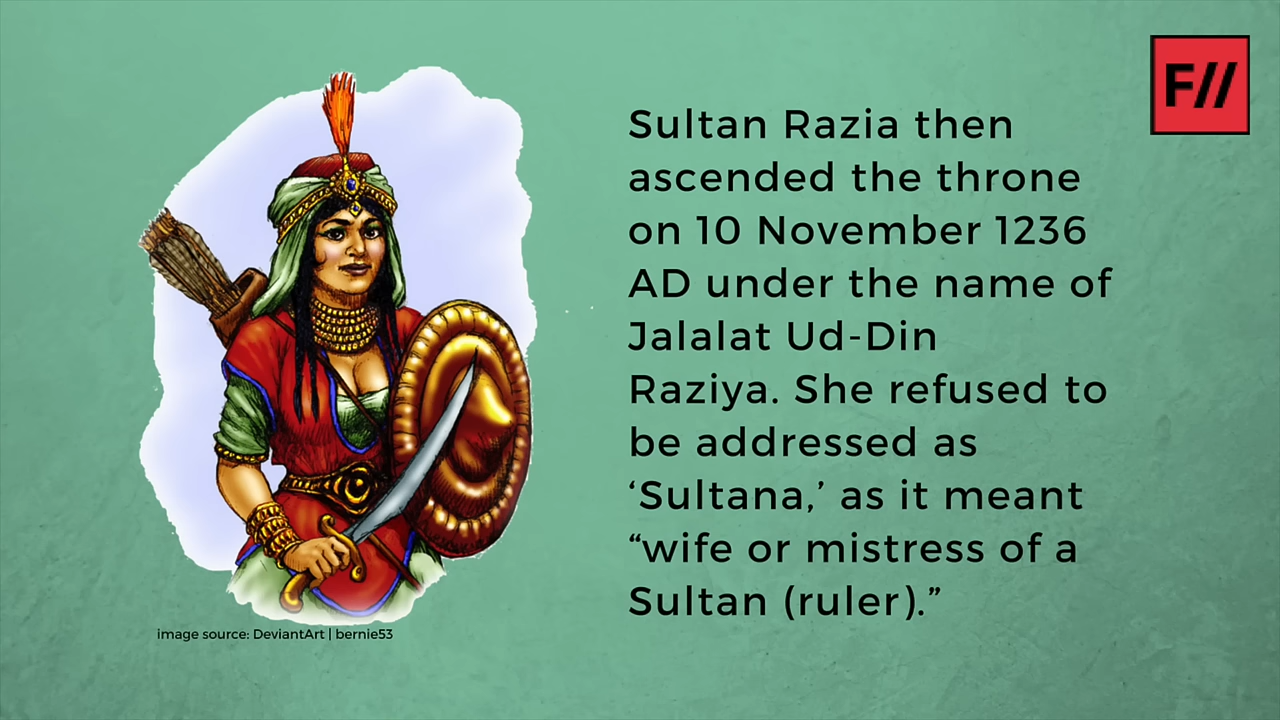 F//
Sultan Razia then
ascended the throne
on 10 November 1236
AD under the name of
Jalalat Ud-Din
Raziya. She refused to
be addressed as
‘Sultana,’ as it meant
“wife or mistress of a
Sultan (ruler).”
image source: DeviantArt | bernie53